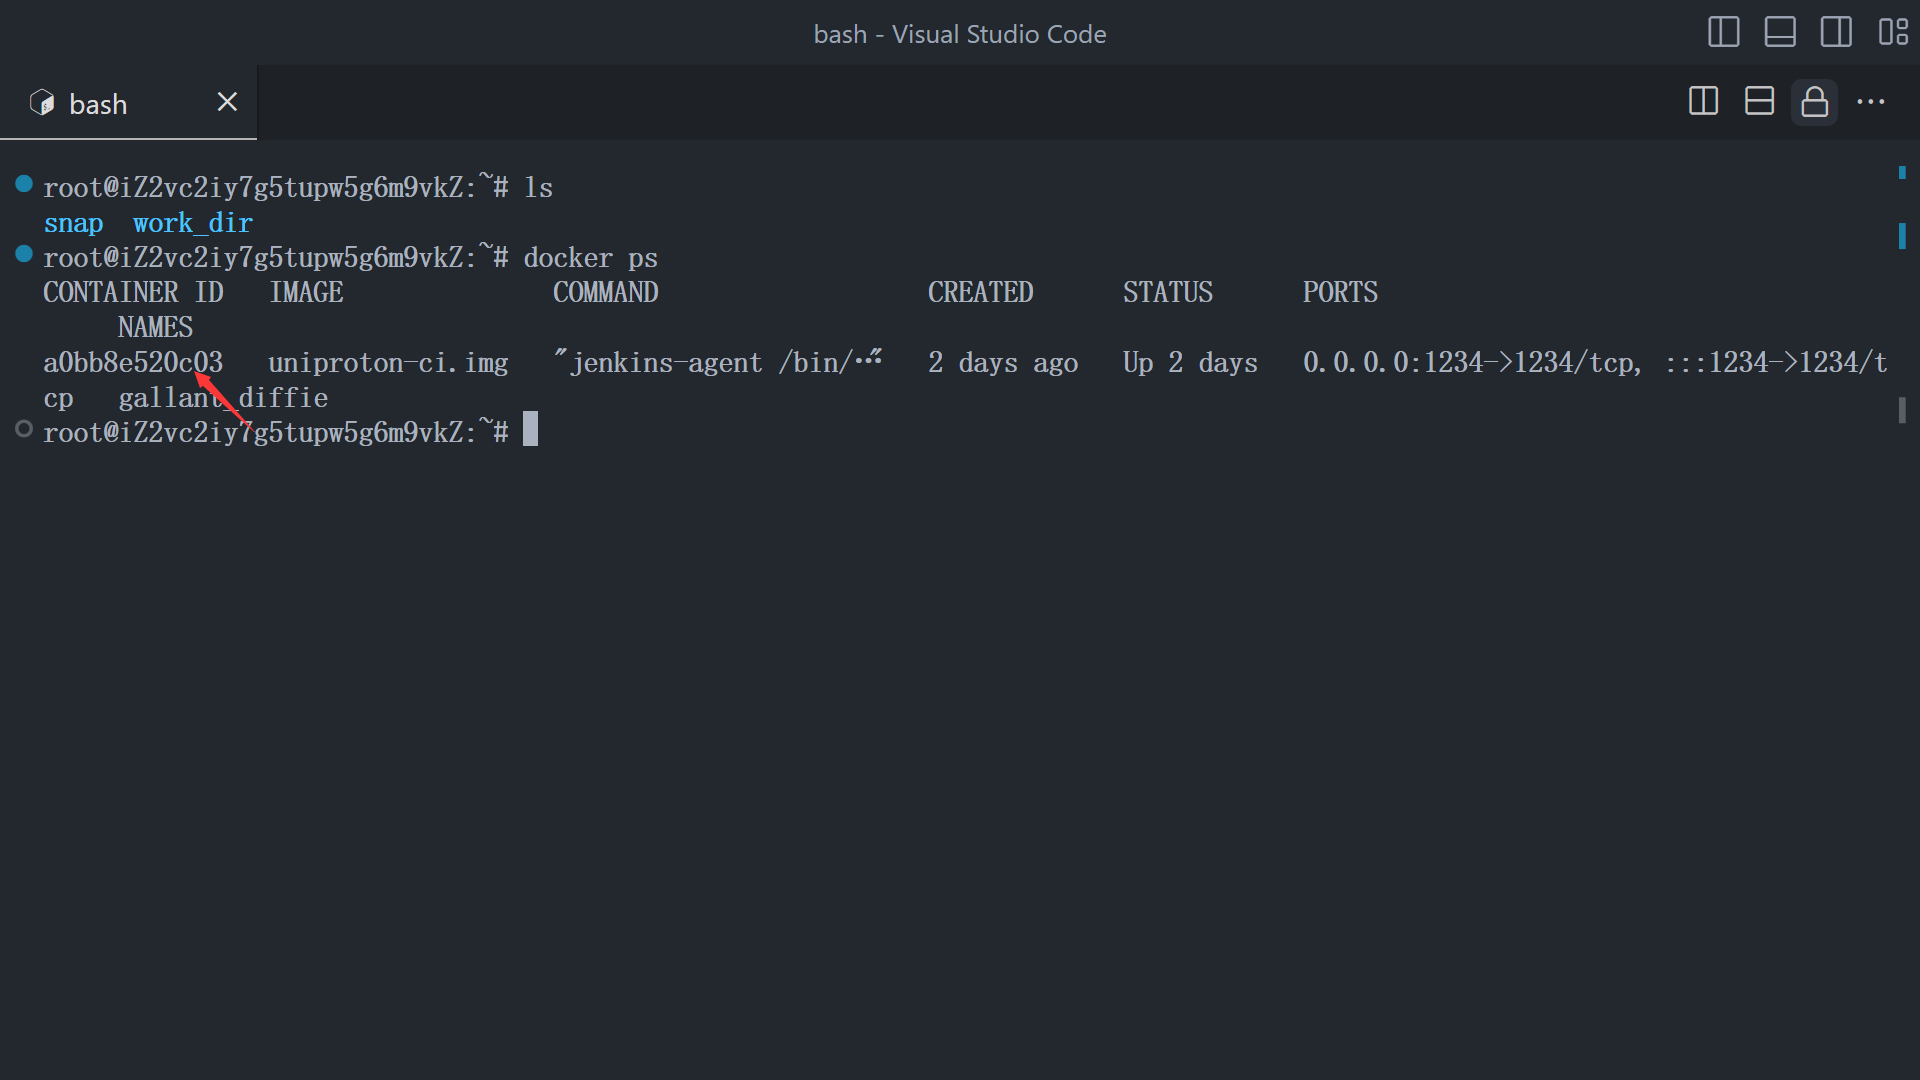 bash - Visual Studio Code
bash
root@iZ2vc2iy7g5tupw5g6m9vkZ:~# ls
snap  work_dir
root@iZ2vc2iy7g5tupw5g6m9vkZ:~# docker ps
CONTAINER ID   IMAGE              COMMAND                  CREATED      STATUS      PORTS
     NAMES
a0bb8e520c03   uniproton-ci.img   "jenkins-agent /bin/…"   2 days ago   Up 2 days   0.0.0.0:1234->1234/tcp, :::1234->1234/t
cp   gallant_diffie
root@iZ2vc2iy7g5tupw5g6m9vkZ:~#